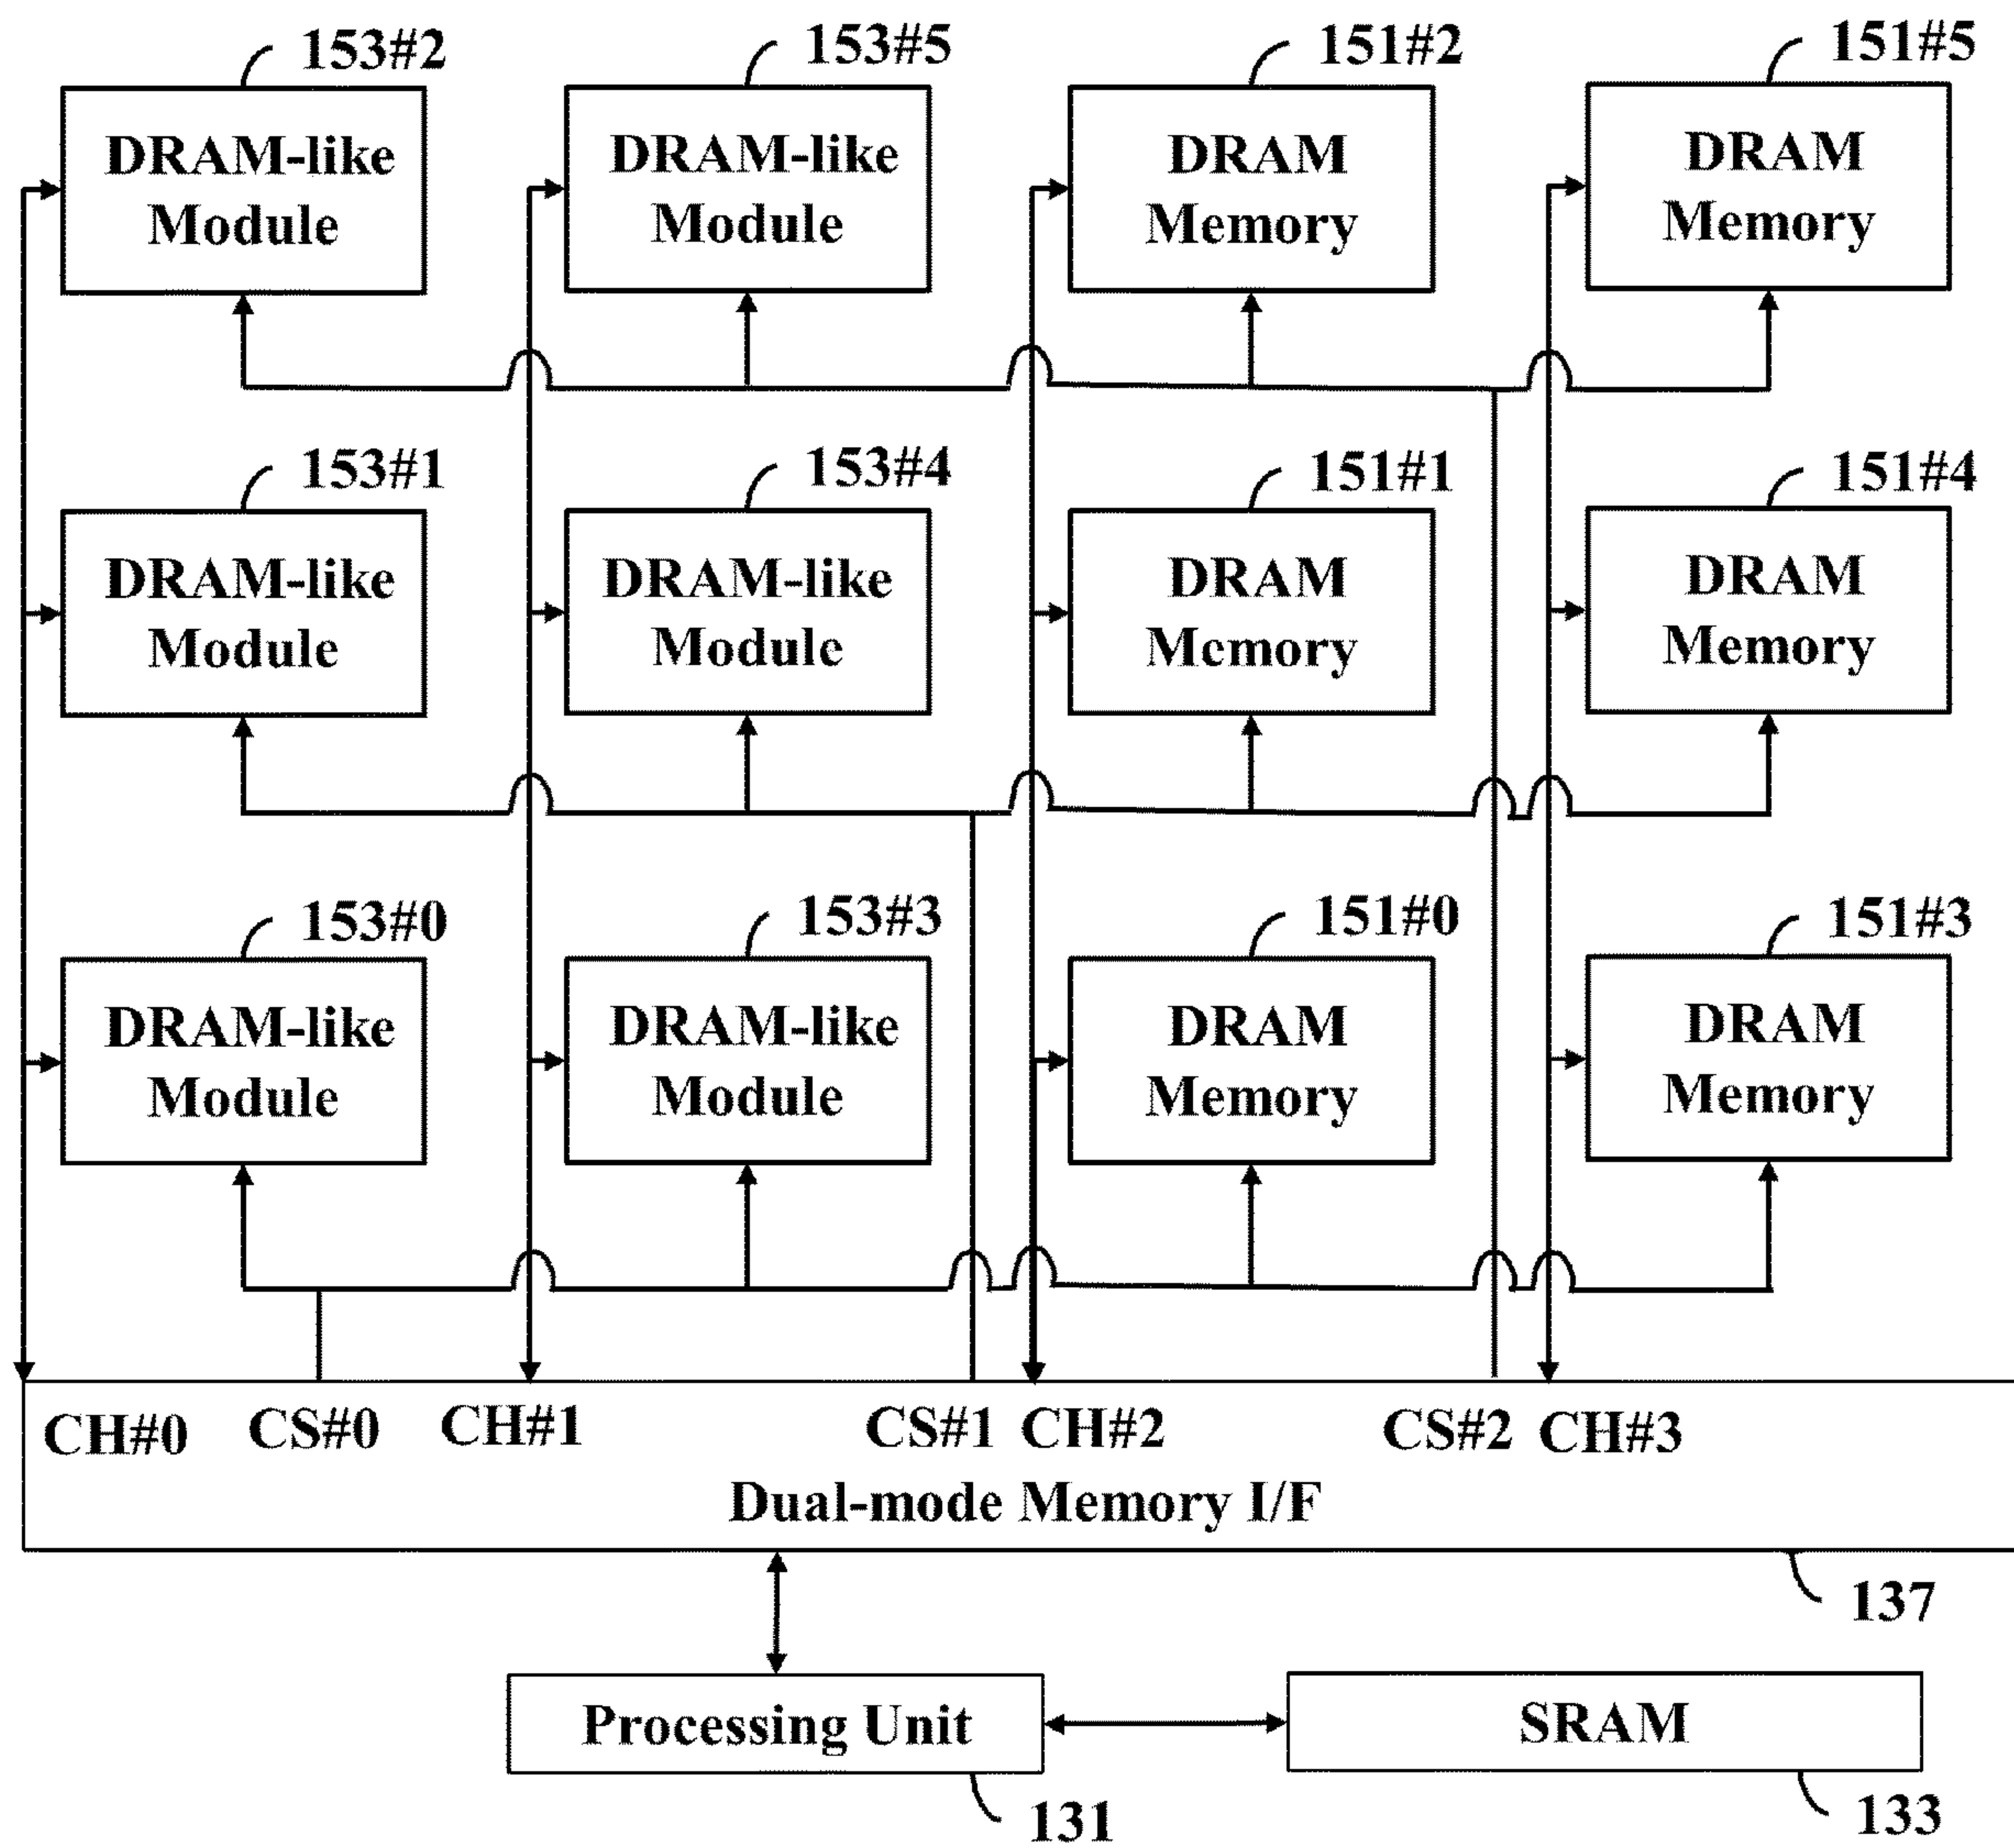 153#2
153#5
151#2
151#5
DRAM-like
Module
DRAM-like
Module
DRAM
Memory
DRAM
Memory
153#1
153#4
151#1
151#4
DRAM-like
Module
DRAM-like
Module
DRAM
Memory
DRAM
Memory
153#0
153#3
151#0
151#3
DRAM-like
Module
DRAM-like
Module
DRAM
Memory
DRAM
Memory
CH#0 CS#0 CH#1 CS#1 CH#2 CS#2 CH#3
Dual-mode Memory I/F
137
Processing Unit
SRAM
131
133